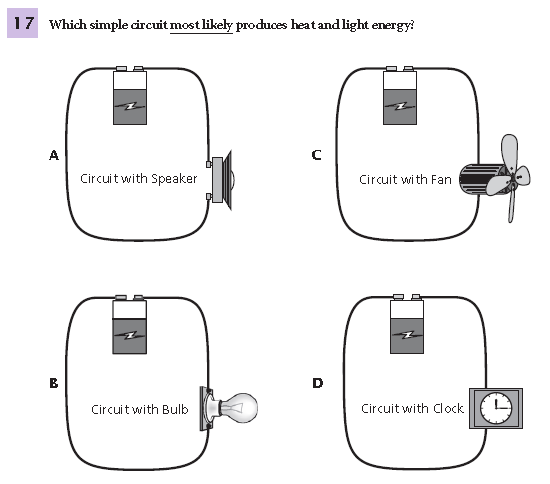 17 Which simple circuit most likely produces heat and light energy?
A
Circuit with Speaker
C
Circuit with Fan
B
Circuit with Bulb
D
Circuit with Clock